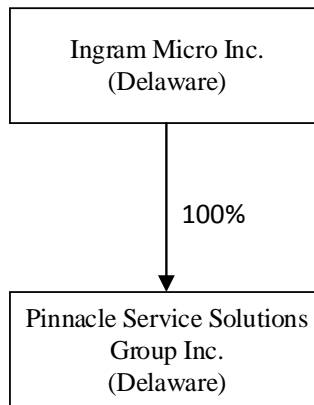 Ingram Micro Inc.
(Delaware)
100%
Pinnacle Service Solutions
Group Inc.
(Delaware)